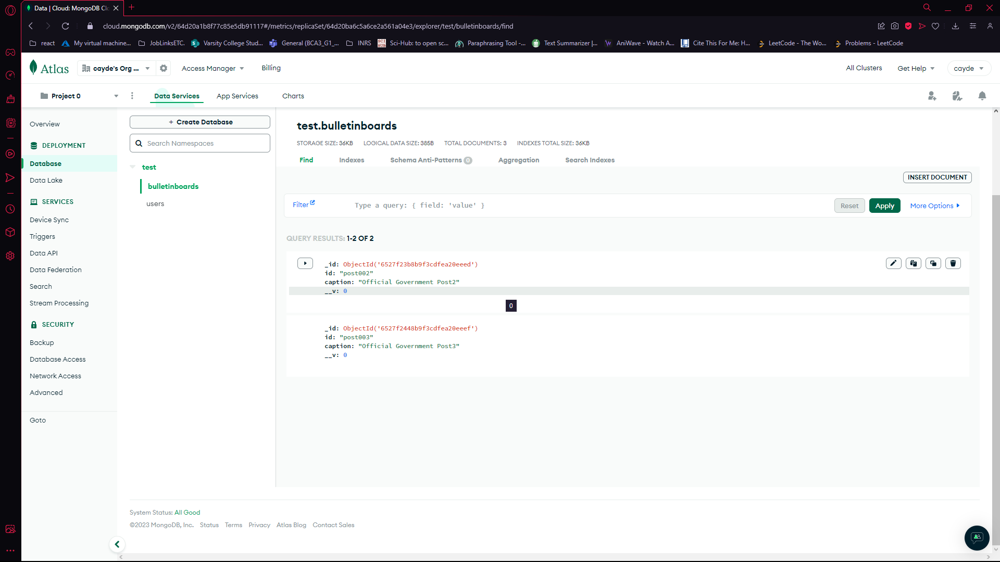 Data | Cloud: MongoDB Cl
cloud.mongodb.com/v2/64d20a1b8f77c85e5db91117#/metrics/replicaSet/64d20ba6c5a6ce2a561a04e3/explorer/test/bulletinboards/find
react My virtual machine... JobLinksETC. Varsity College Stud... General (BCA3_G1_... INRS Sci-Hub: to open sc... Paraphrasing Tool -... Text Summarizer |... AniWave - Watch A... Cite This For Me: H... LeetCode - The Wo... Problems - LeetCode
Atlas cayde's Org ... Access Manager Billing All Clusters Get Help cayde
Project 0 Data Services App Services Charts
Overview
DEPLOYMENT
Database
Data Lake
SERVICES
Device Sync
Triggers
Data API
Data Federation
Search
Stream Processing
SECURITY
Backup
Database Access
Network Access
Advanced
Goto
+ Create Database
Search Namespaces
test
bulletinboards
users
test.bulletinboards
STORAGE SIZE: 36KB LOGICAL DATA SIZE: 385B TOTAL DOCUMENTS: 3 INDEXES TOTAL SIZE: 36KB
Find Indexes Schema Anti-Patterns 0 Aggregation Search Indexes
INSERT DOCUMENT
Filter Type a query: { field: 'value' } Reset Apply More Options
QUERY RESULTS: 1-2 OF 2
_id: ObjectId('6527f23b8b9f3cdfea20eeed')
id: "post002"
caption: "Official Government Post2"
__v: 0
0
_id: ObjectId('6527f2448b9f3cdfea20eeef')
id: "post003"
caption: "Official Government Post3"
__v: 0
System Status: All Good
©2023 MongoDB, Inc. Status Terms Privacy Atlas Blog Contact Sales